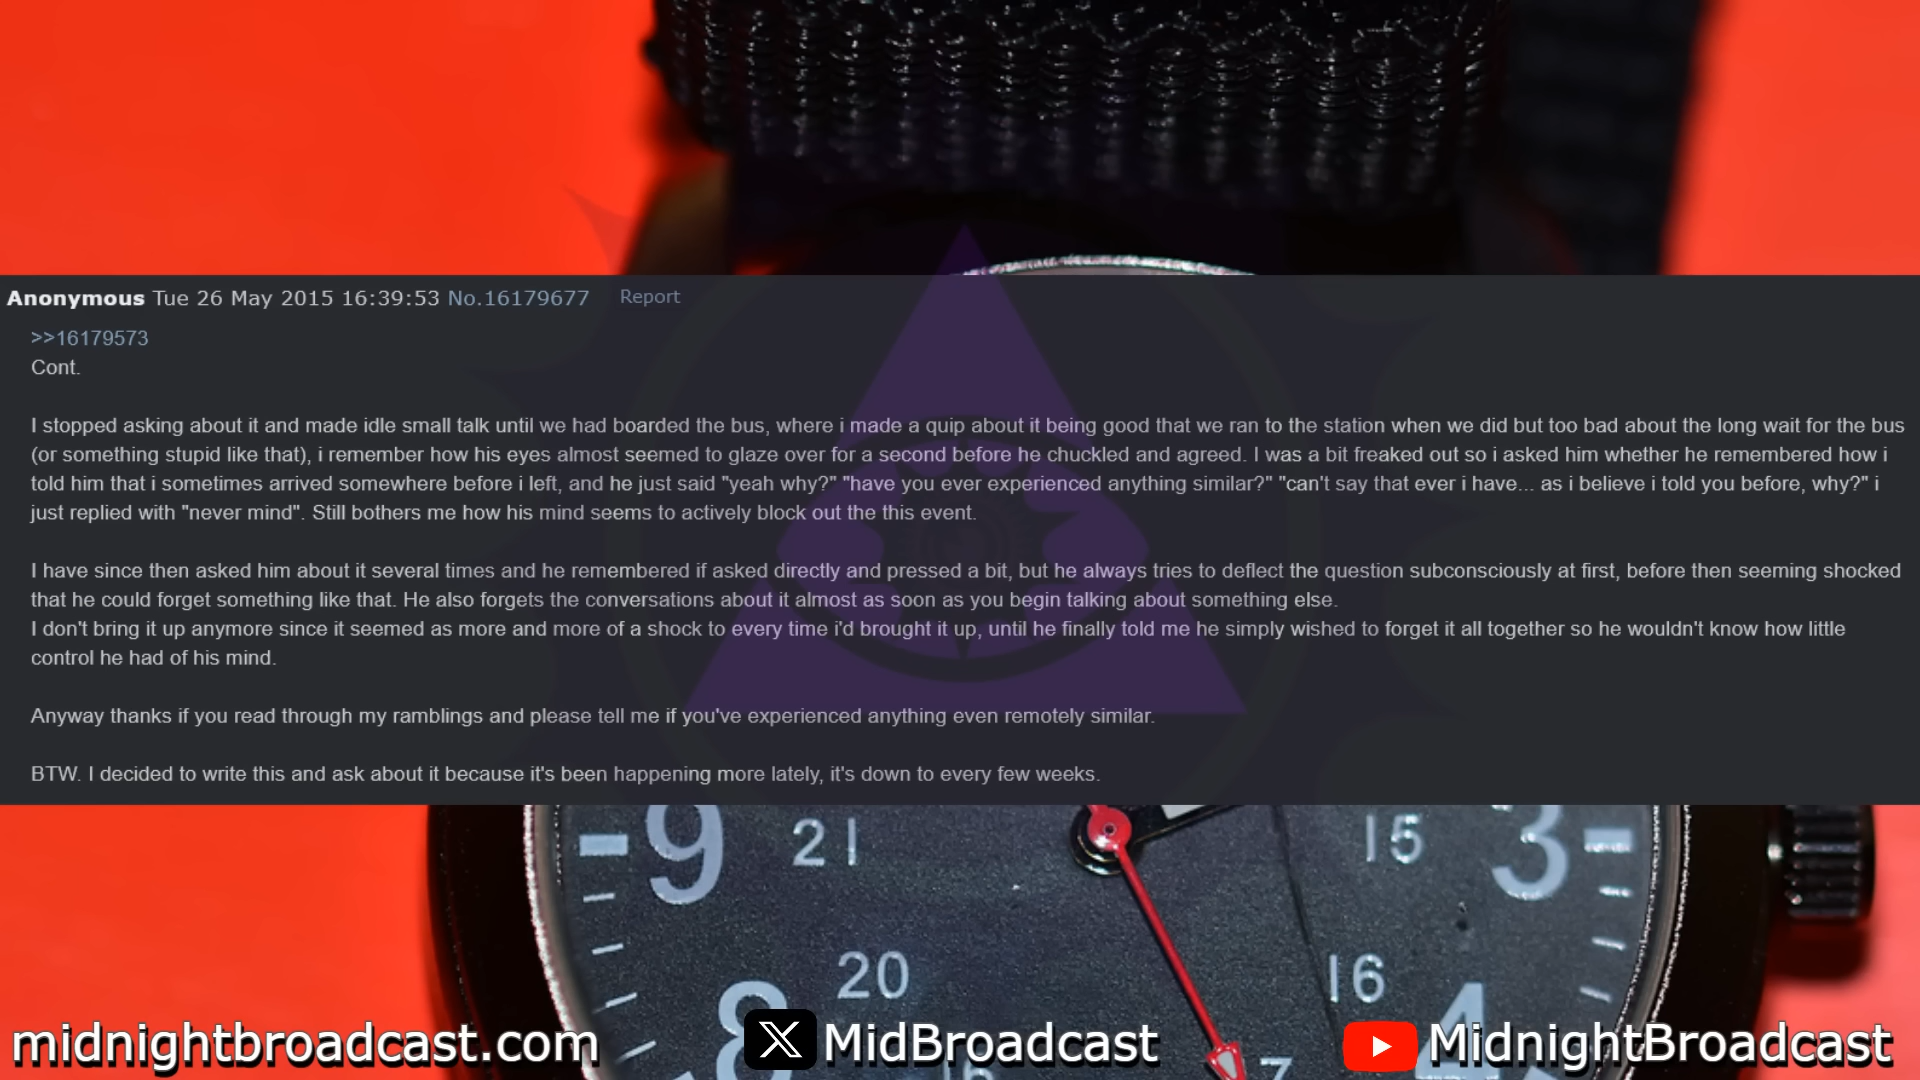 Anonymous Tue 26 May 2015 16:39:53 No.16179677 Report
>>16179573
Cont.
I stopped asking about it and made idle small talk until we had boarded the bus, where i made a quip about it being good that we ran to the station when we did but too bad about the long wait for the bus
(or something stupid like that), i remember how his eyes almost seemed to glaze over for a second before he chuckled and agreed. I was a bit freaked out so i asked him whether he remembered how i
told him that i sometimes arrived somewhere before i left, and he just said "yeah why?" "have you ever experienced anything similar?" "can't say that ever i have... as i believe i told you before, why?" i
just replied with "never mind". Still bothers me how his mind seems to actively block out the this event.
I have since then asked him about it several times and he remembered if asked directly and pressed a bit, but he always tries to deflect the question subconsciously at first, before then seeming shocked
that he could forget something like that. He also forgets the conversations about it almost as soon as you begin talking about something else.
I don't bring it up anymore since it seemed as more and more of a shock to every time i'd brought it up, until he finally told me he simply wished to forget it all together so he wouldn't know how little
control he had of his mind.
Anyway thanks if you read through my ramblings and please tell me if you've experienced anything even remotely similar.
BTW. I decided to write this and ask about it because it's been happening more lately, it's down to every few weeks.
9 21 15 3
20 16
8 4
midnightbroadcast.com MidBroadcast MidnightBroadcast